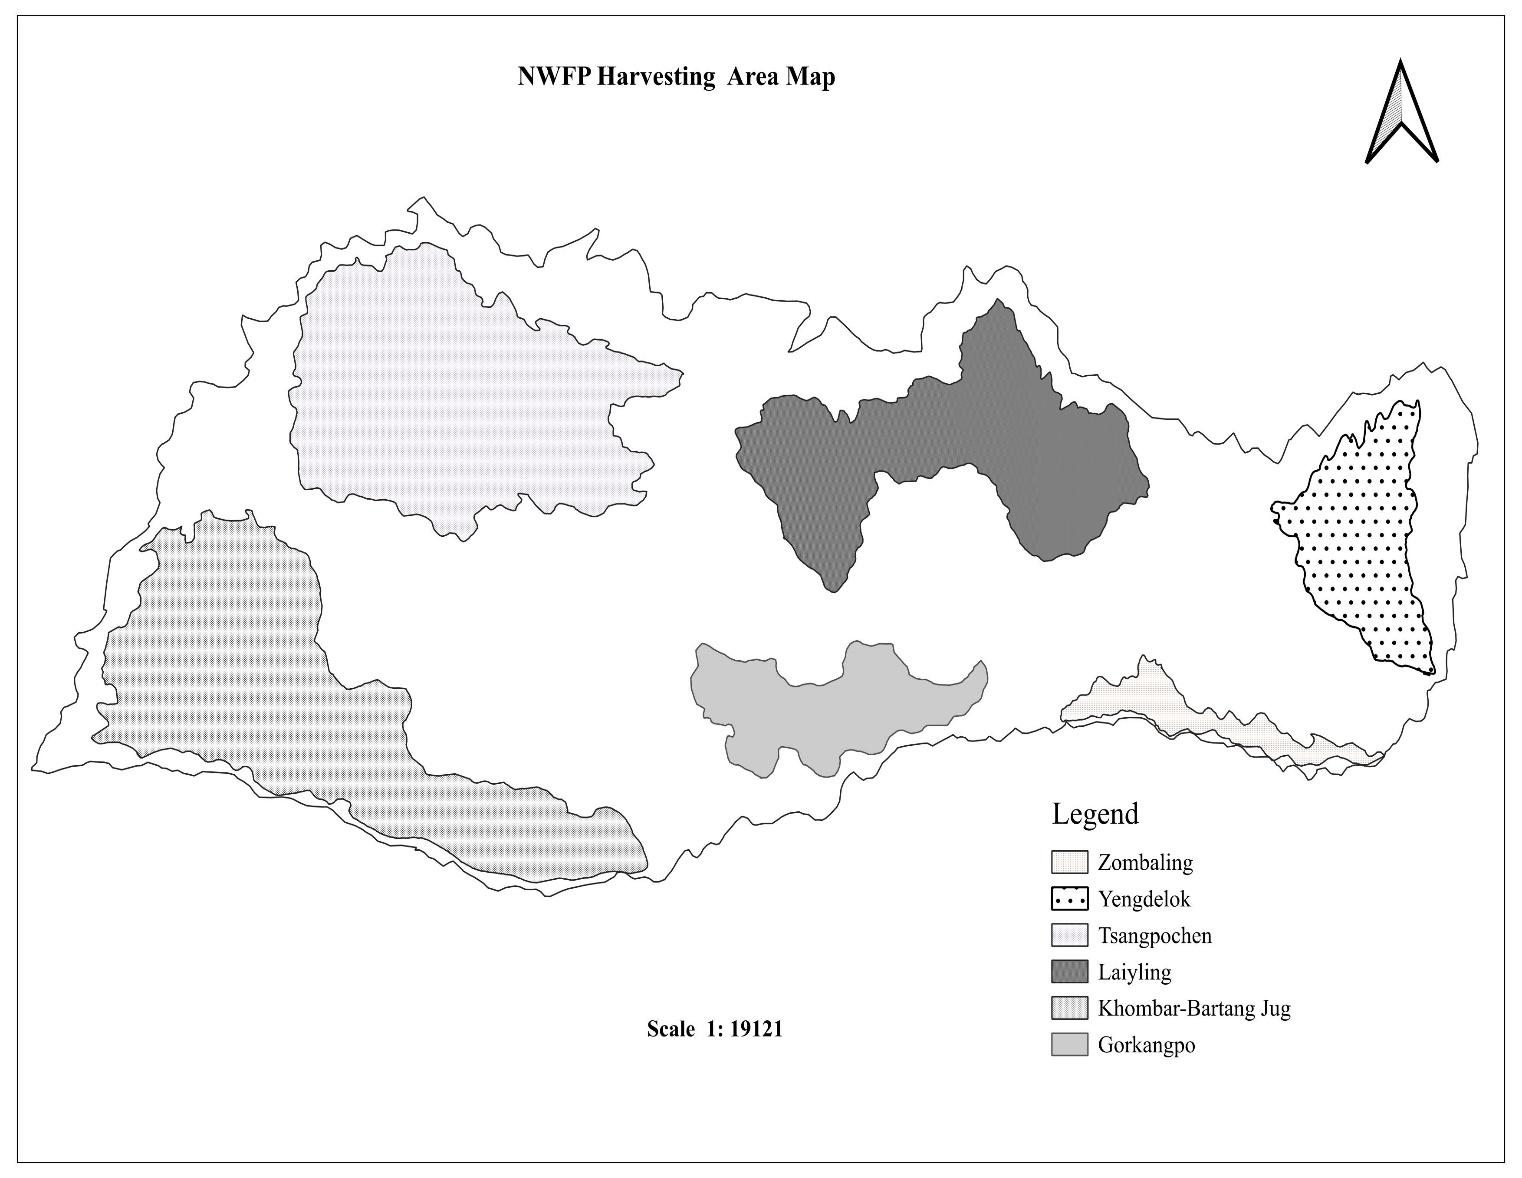 NWFP Harvesting Area Map
Legend
Zombaling
Yengdelok
Tsangpochen
Laiyling
Khombar-Bartang Jug
Gorkangpo
Scale 1: 19121